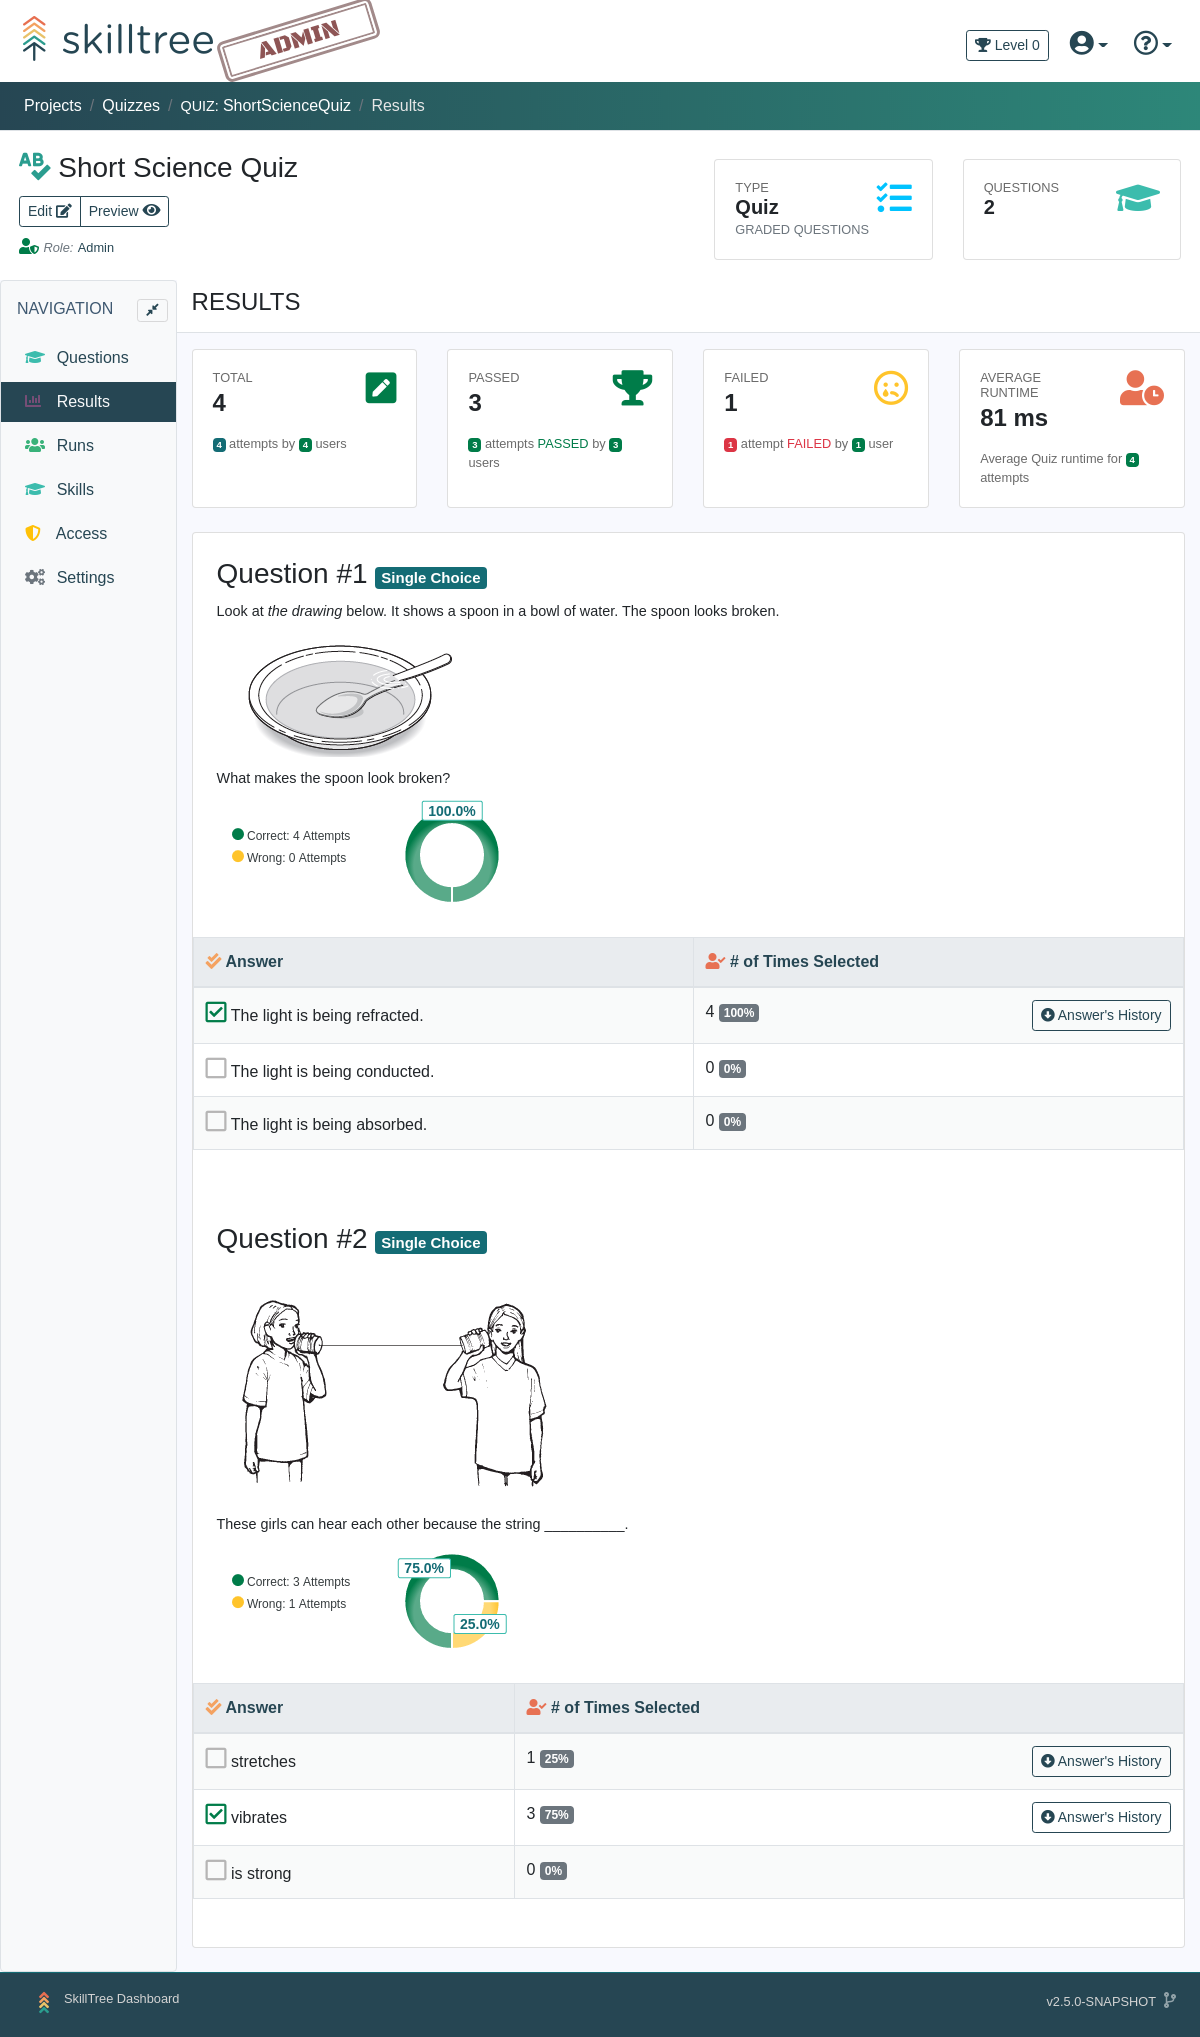 skilltree ADMIN
Level 0
Projects / Quizzes / QUIZ: ShortScienceQuiz / Results
AB Short Science Quiz
Edit Preview
Role: Admin
TYPE
Quiz
GRADED QUESTIONS
QUESTIONS
2
NAVIGATION
Questions
Results
Runs
Skills
Access
Settings
RESULTS
TOTAL
4
4 attempts by 4 users
PASSED
3
3 attempts PASSED by 3
users
FAILED
1
1 attempt FAILED by 1 user
AVERAGE
RUNTIME
81 ms
Average Quiz runtime for 4
attempts
Question #1 Single Choice
Look at the drawing below. It shows a spoon in a bowl of water. The spoon looks broken.
What makes the spoon look broken?
Correct: 4 Attempts
Wrong: 0 Attempts
100.0%
Answer # of Times Selected
The light is being refracted. 4 100% Answer's History
The light is being conducted. 0 0%
The light is being absorbed. 0 0%
Question #2 Single Choice
These girls can hear each other because the string __________.
Correct: 3 Attempts
Wrong: 1 Attempts
75.0%
25.0%
Answer # of Times Selected
stretches 1 25% Answer's History
vibrates 3 75% Answer's History
is strong 0 0%
SkillTree Dashboard
v2.5.0-SNAPSHOT